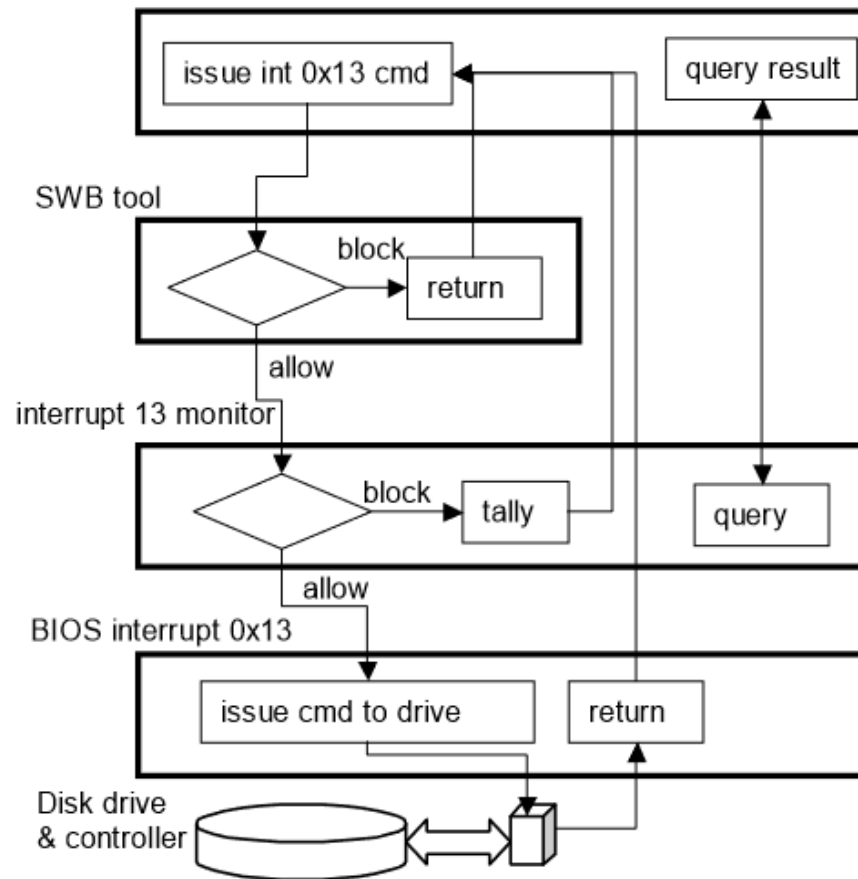 issue int 0x13 cmd
query result
SWB tool
block
return
allow
interrupt 13 monitor
block
tally
query
allow
BIOS interrupt 0x13
issue cmd to drive
return
Disk drive
& controller